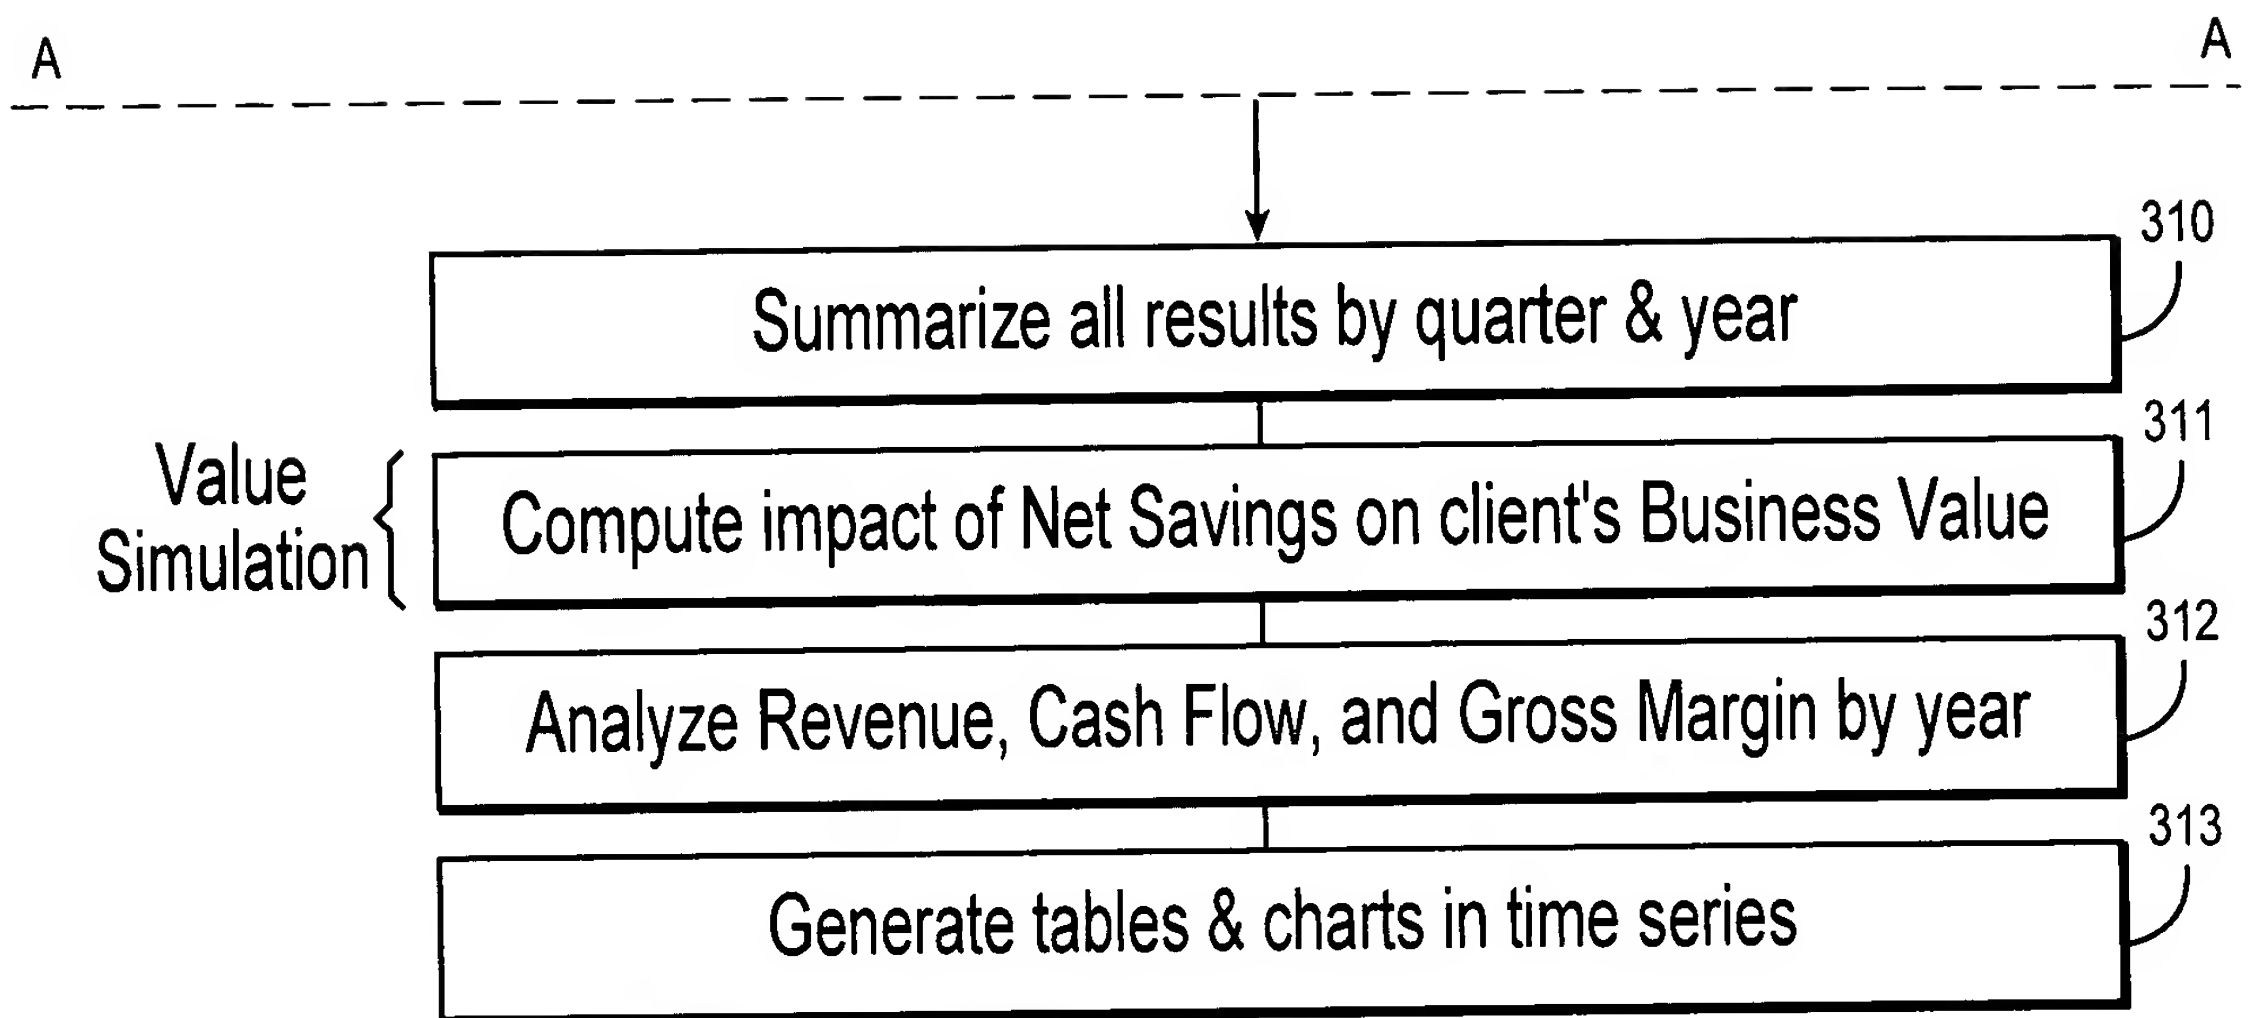 A A
310
Summarize all results by quarter & year
311
Value
Simulation
Compute impact of Net Savings on client's Business Value
312
Analyze Revenue, Cash Flow, and Gross Margin by year
313
Generate tables & charts in time series